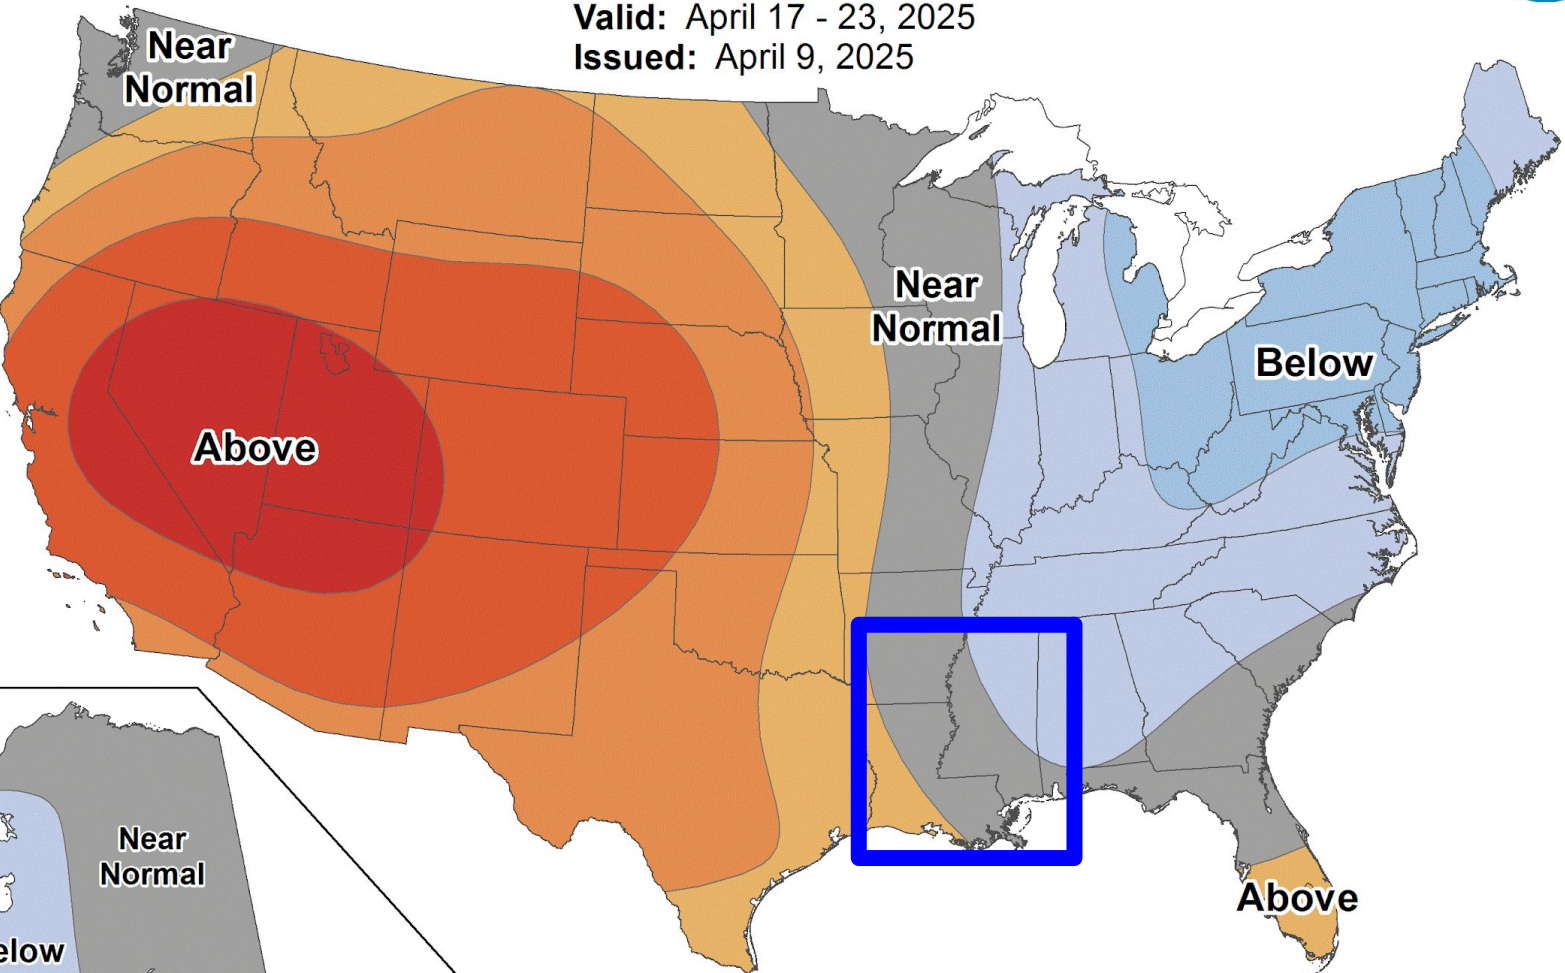 Valid: April 17 - 23, 2025
Issued: April 9, 2025
Near
Normal
Near
Normal
Below
Above
Near
Normal
elow
Above